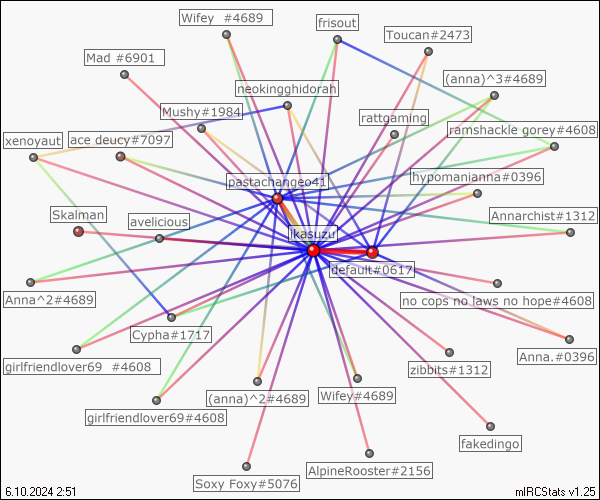 Wifey  #4689
frisout
Toucan#2473
Mad #6901
(anna)^3#4689
neokingghidorah
Mushy#1984
rattgaming
ramshackle gorey#4608
xenoyaut
ace deucy#7097
hypomanianna#0396
pastachangeo41
Skalman
avelicious
Annarchist#1312
jkasuzu
default#0617
Anna^2#4689
no cops no laws no hope#4608
Cypha#1717
Anna.#0396
girlfriendlover69  #4608
zibbits#1312
(anna)^2#4689
Wifey#4689
girlfriendlover69#4608
fakedingo
AlpineRooster#2156
Soxy Foxy#5076
6.10.2024 2:51
mIRCStats v1.25